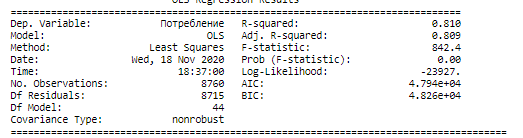 OLS Regression Results
==============================================================================
Dep. Variable: Потребление R-squared: 0.810
Model: OLS Adj. R-squared: 0.809
Method: Least Squares F-statistic: 842.4
Date: Wed, 18 Nov 2020 Prob (F-statistic): 0.00
Time: 18:37:00 Log-Likelihood: -23927.
No. Observations: 8760 AIC: 4.794e+04
Df Residuals: 8715 BIC: 4.826e+04
Df Model: 44
Covariance Type: nonrobust
==============================================================================